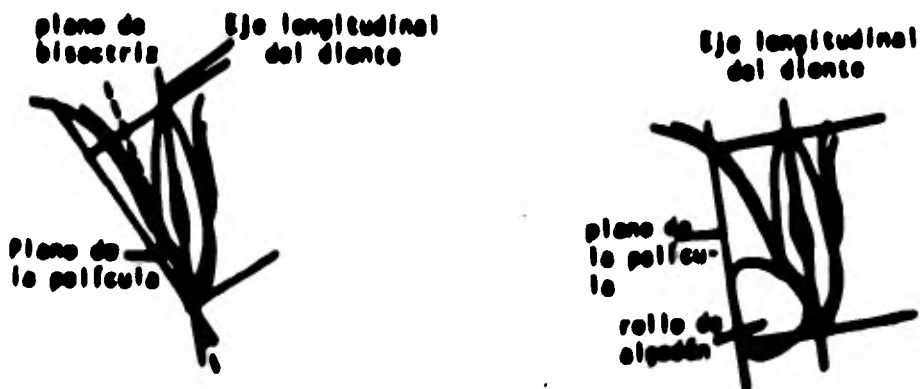 plano de
bisectriz
Eje longitudinal
del diente
Plano de
la película
Eje longitudinal
del diente
plano de
la pelícu-
la
rollo de
algodón